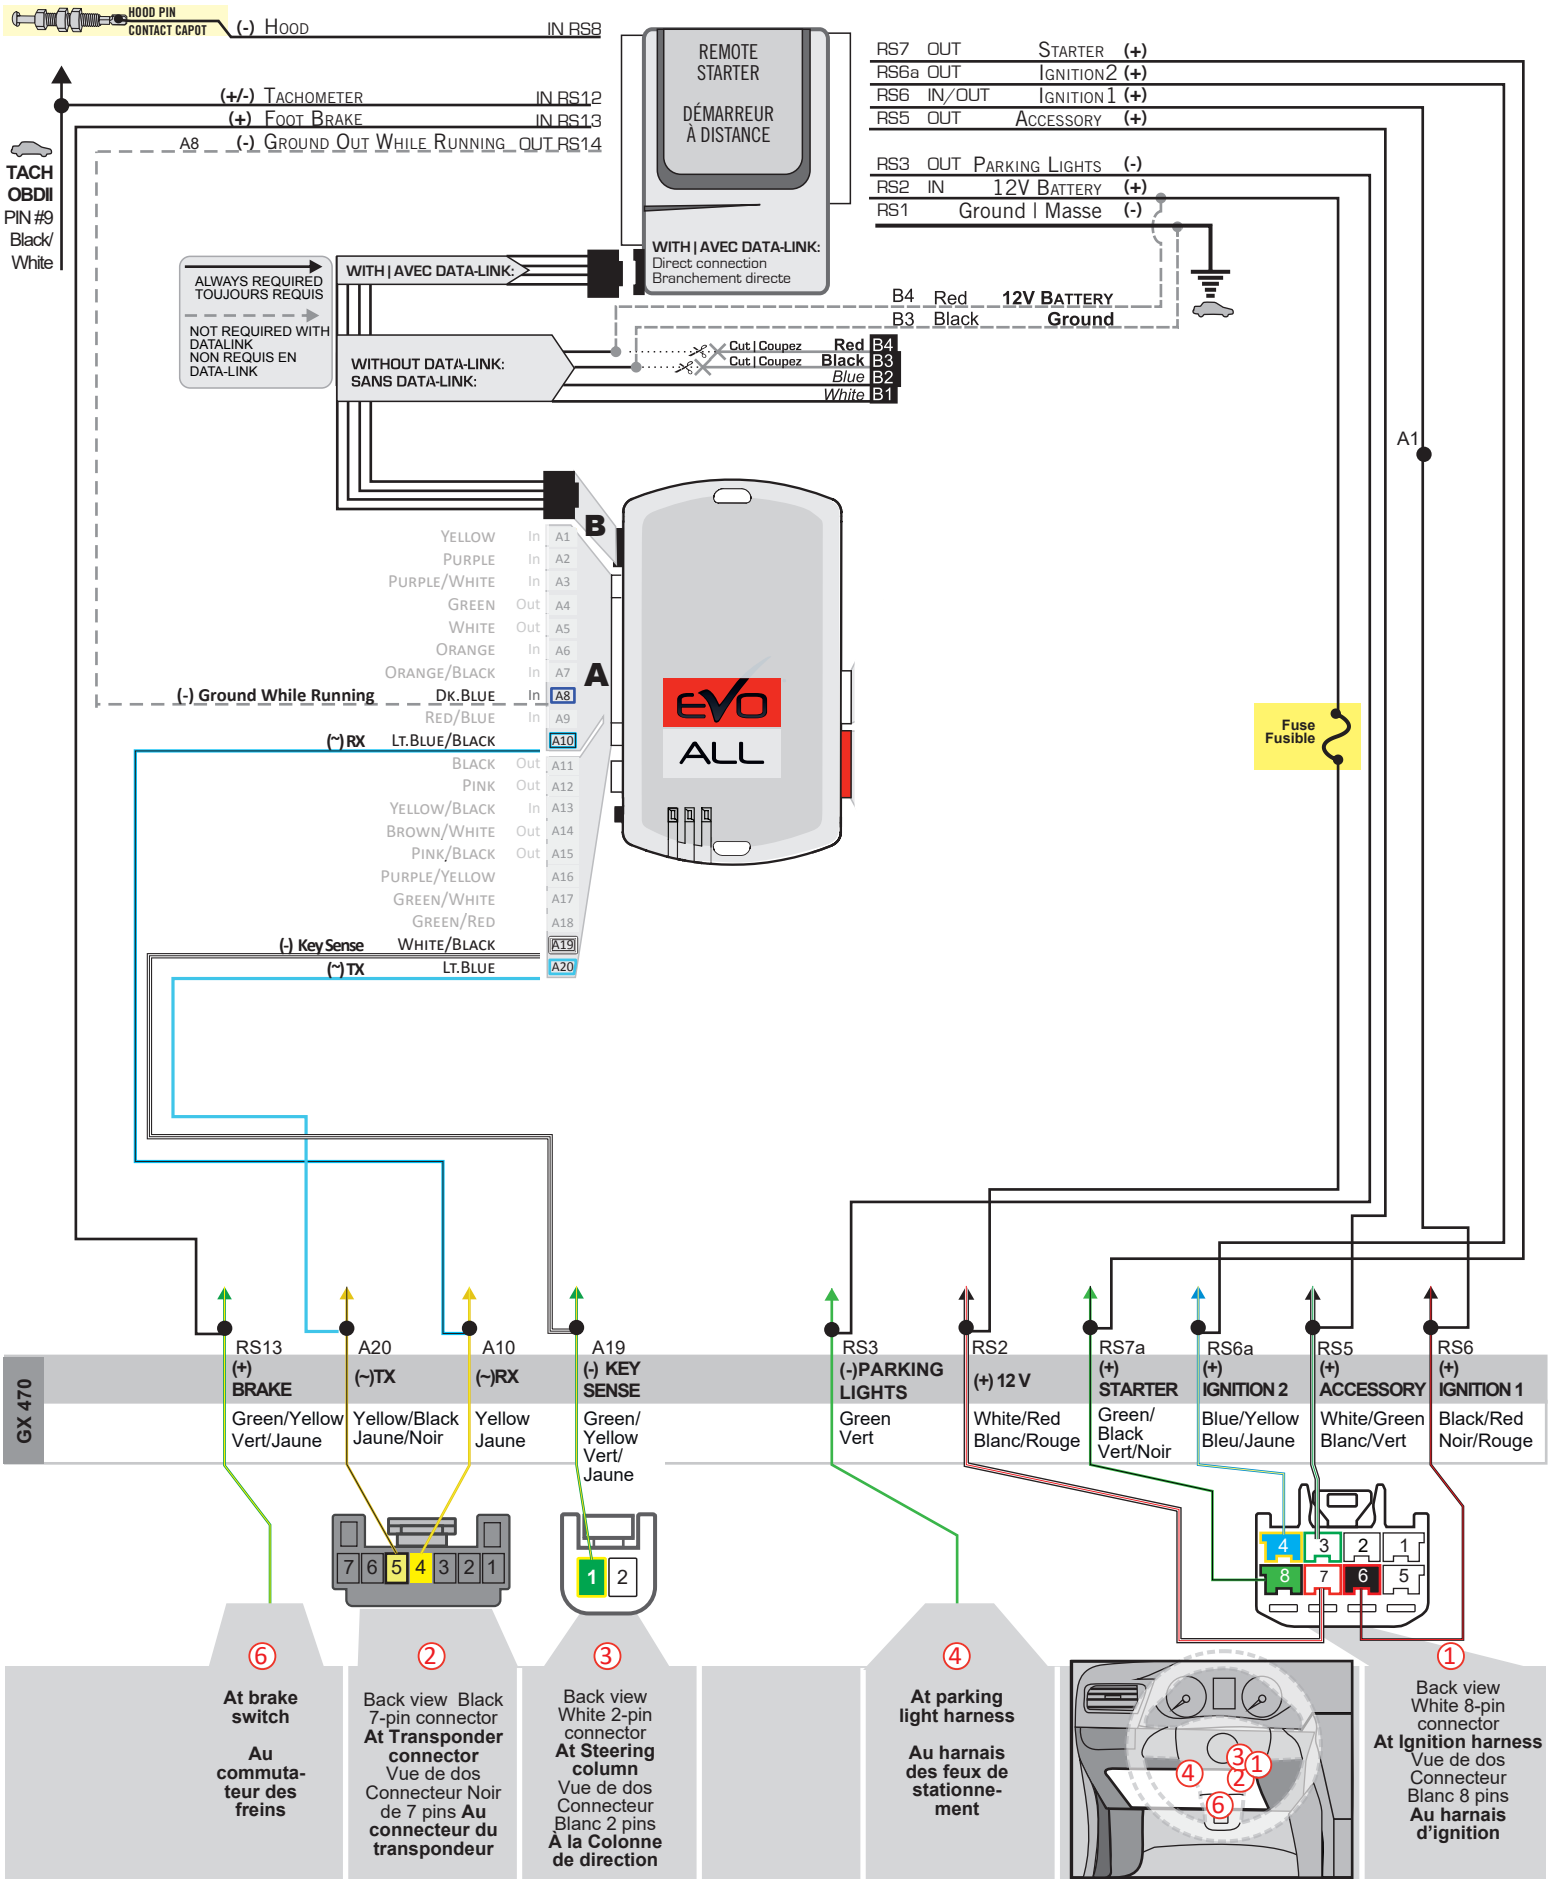 HOOD PIN
CONTACT CAPOT
(-) Hood IN RS8
(+/-) Tachometer IN RS12
(+) Foot Brake IN RS13
A8 (-) Ground Out While Running OUT RS14
TACH
OBDII
PIN #9
Black/
White
REMOTE
STARTER
DÉMARREUR
À DISTANCE
WITH | AVEC DATA-LINK:
Direct connection
Branchement directe
RS7 OUT Starter (+)
RS6a OUT Ignition2 (+)
RS6 IN/OUT Ignition1 (+)
RS5 OUT Accessory (+)
RS3 OUT Parking Lights (-)
RS2 IN 12V Battery (+)
RS1 Ground | Masse (-)
ALWAYS REQUIRED
TOUJOURS REQUIS
NOT REQUIRED WITH
DATALINK
NON REQUIS EN
DATA-LINK
WITH | AVEC DATA-LINK:
WITHOUT DATA-LINK:
SANS DATA-LINK:
B4 Red 12V Battery
B3 Black Ground
Cut | Coupez Red B4
Cut | Coupez Black B3
Blue B2
White B1
A1
B
A
Yellow In A1
Purple In A2
Purple/White In A3
Green Out A4
White Out A5
Orange In A6
Orange/Black In A7
(-) Ground While Running Dk.Blue In A8
Red/Blue In A9
(~) RX Lt.Blue/Black A10
Black Out A11
Pink Out A12
Yellow/Black In A13
Brown/White Out A14
Pink/Black Out A15
Purple/Yellow A16
Green/White A17
Green/Red A18
(-) Key Sense White/Black A19
(~) TX Lt.Blue A20
EVO
ALL
Fuse
Fusible
GX 470
RS13
(+)
BRAKE
Green/Yellow
Vert/Jaune
A20
(~)TX
Yellow/Black
Jaune/Noir
A10
(~)RX
Yellow
Jaune
A19
(-) KEY
SENSE
Green/
Yellow
Vert/
Jaune
RS3
(-)PARKING
LIGHTS
Green
Vert
RS2
(+) 12 V
White/Red
Blanc/Rouge
RS7a
(+)
STARTER
Green/
Black
Vert/Noir
RS6a
(+)
IGNITION 2
Blue/Yellow
Bleu/Jaune
RS5
(+)
ACCESSORY
White/Green
Blanc/Vert
RS6
(+)
IGNITION 1
Black/Red
Noir/Rouge
7 6 5 4 3 2 1
1 2
4 3 2 1
8 7 6 5
6
At brake
switch
Au
commuta-
teur des
freins
2
Back view Black
7-pin connector
At Transponder
connector
Vue de dos
Connecteur Noir
de 7 pins Au
connecteur du
transpondeur
3
Back view
White 2-pin
connector
At Steering
column
Vue de dos
Connecteur
Blanc 2 pins
À la Colonne
de direction
4
At parking
light harness
Au harnais
des feux de
stationne-
ment
3
1
4
2
6
1
Back view
White 8-pin
connector
At Ignition harness
Vue de dos
Connecteur
Blanc 8 pins
Au harnais
d'ignition